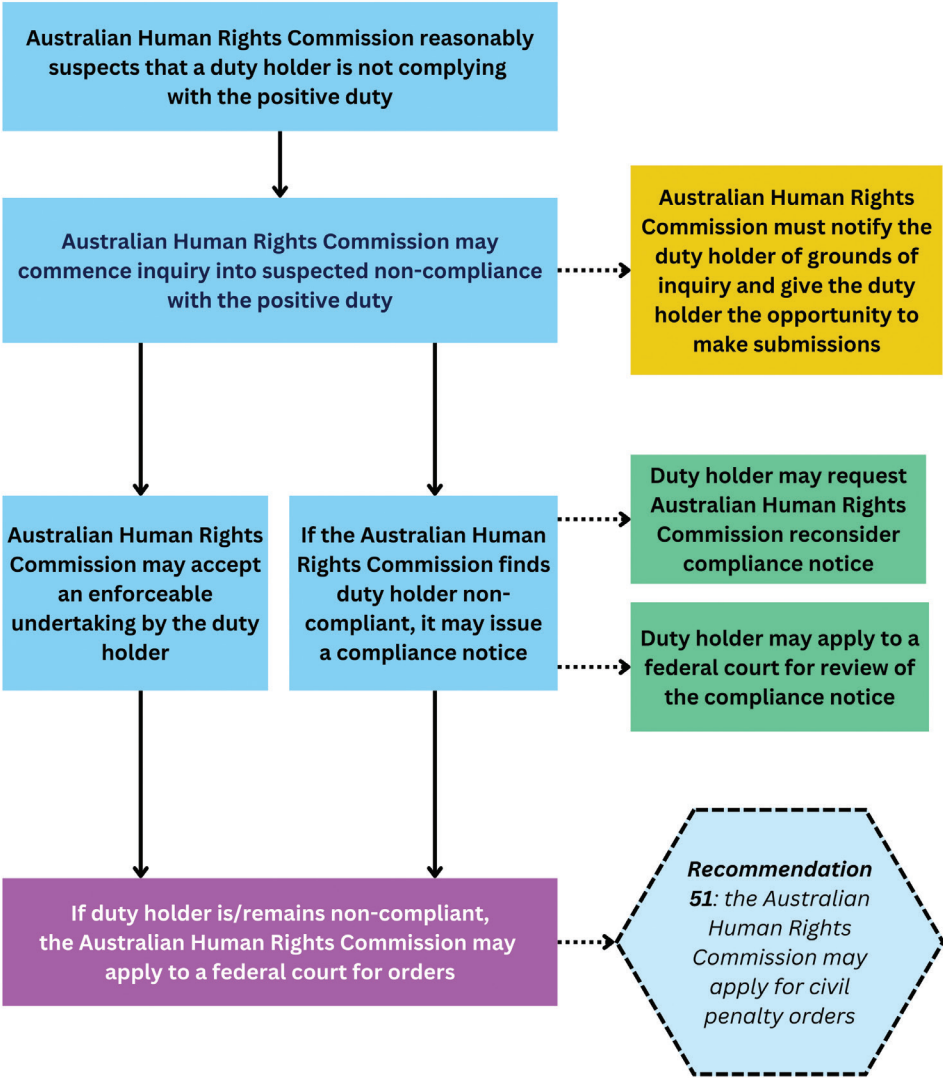 Australian Human Rights Commission reasonably
suspects that a duty holder is not complying
with the positive duty
Australian Human Rights Commission may
commence inquiry into suspected non-compliance
with the positive duty
Australian Human Rights
Commission must notify the
duty holder of grounds of
inquiry and give the duty
holder the opportunity to
make submissions
Australian Human Rights
Commission may accept
an enforceable
undertaking by the duty
holder
If the Australian Human
Rights Commission finds
duty holder non-
compliant, it may issue
a compliance notice
Duty holder may request
Australian Human Rights
Commission reconsider
compliance notice
Duty holder may apply to a
federal court for review of
the compliance notice
If duty holder is/remains non-compliant,
the Australian Human Rights Commission may
apply to a federal court for orders
Recommendation
51: the Australian
Human Rights
Commission may
apply for civil
penalty orders